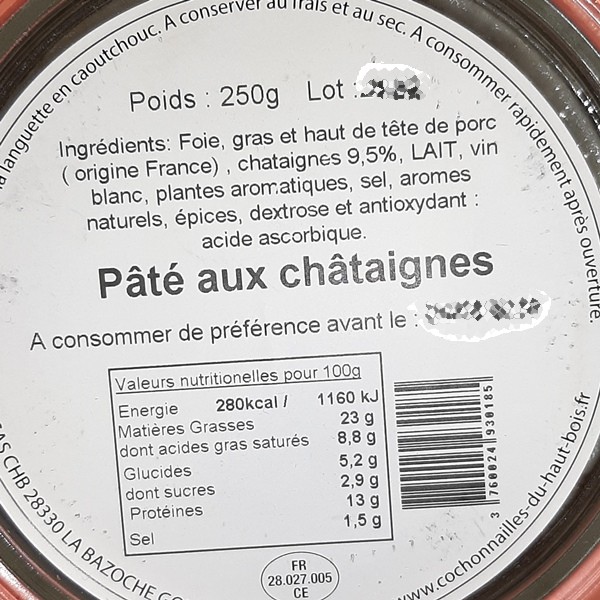 la languette en caoutchouc. A conserver au frais et au sec. A consommer rapidement après ouverture.
Poids : 250g Lot :
Ingrédients: Foie, gras et haut de tête de porc
( origine France) , chataignes 9,5%, LAIT, vin
blanc, plantes aromatiques, sel, aromes
naturels, épices, dextrose et antioxydant :
acide ascorbique.
Pâté aux châtaignes
A consommer de préférence avant le :
Valeurs nutritionelles pour 100g
Energie 280kcal / 1160 kJ
Matières Grasses 23 g
dont acides gras saturés 8,8 g
Glucides 5,2 g
dont sucres 2,9 g
Protéines 13 g
Sel 1,5 g
3 760024 930185
FR
28.027.005
CE
CHB 28330 LA BAZOCHE
www.cochonnailles-du-haut-bois.fr